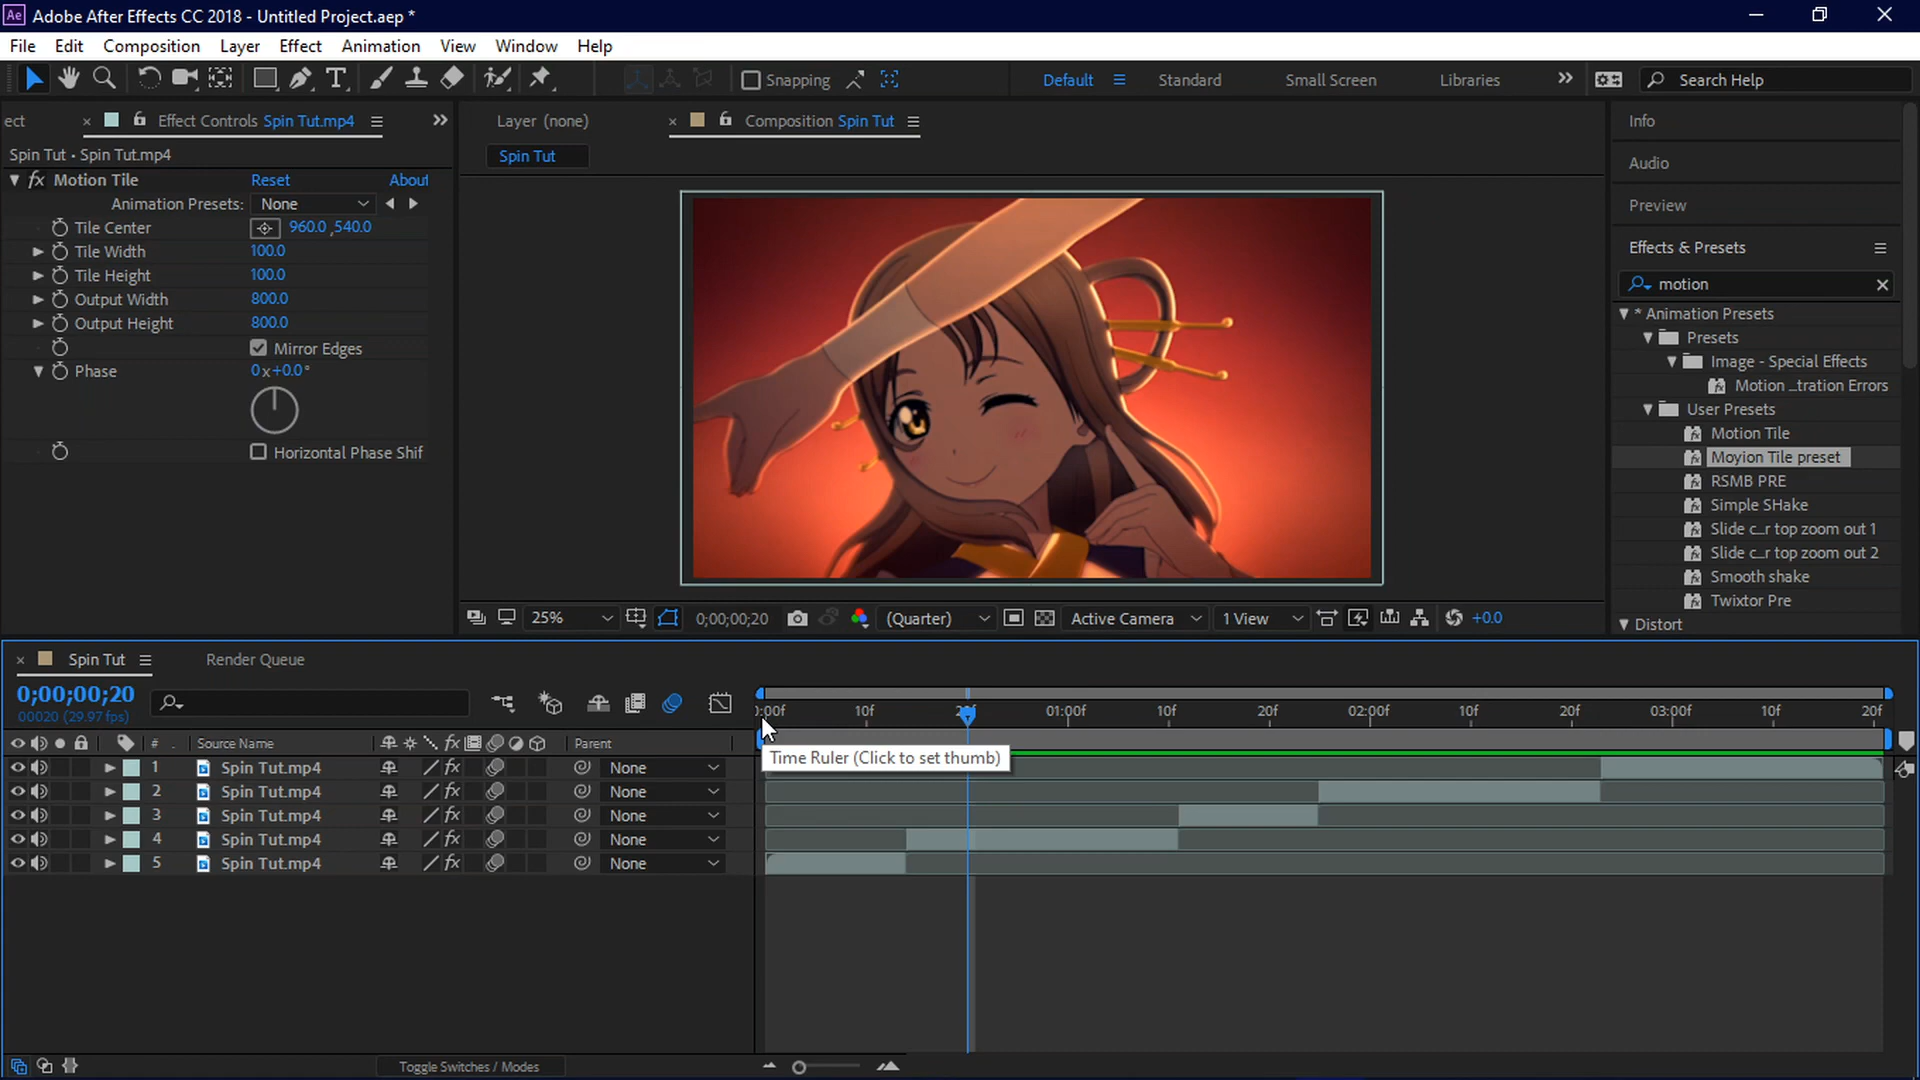 Ae Adobe After Effects CC 2018 - Untitled Project.aep *
File Edit Composition Layer Effect Animation View Window Help
Snapping
Default
Standard
Small Screen
Libraries
Search Help
ect
Effect Controls Spin Tut.mp4
Layer (none)
Composition Spin Tut
Info
Spin Tut • Spin Tut.mp4
Spin Tut
Audio
fx Motion Tile Reset About
Animation Presets: None
Preview
Tile Center 960.0 ,540.0
Tile Width 100.0
Effects & Presets
Tile Height 100.0
motion
Output Width 800.0
* Animation Presets
Output Height 800.0
Presets
Mirror Edges
Image - Special Effects
Phase 0x+0.0°
Motion ...tration Errors
User Presets
Motion Tile
Horizontal Phase Shif
Moyion Tile preset
RSMB PRE
Simple SHake
Slide c...r top zoom out 1
Slide c...r top zoom out 2
Smooth shake
Twixtor Pre
Distort
25%
0;00;00;20
(Quarter)
Active Camera
1 View
+0.0
Spin Tut
Render Queue
0;00;00;20
00020 (29.97 fps)
0:00f 10f 20f 01:00f 10f 20f 02:00f 10f 20f 03:00f 10f 20f
# Source Name fx Parent
Time Ruler (Click to set thumb)
1 Spin Tut.mp4 fx None
2 Spin Tut.mp4 fx None
3 Spin Tut.mp4 fx None
4 Spin Tut.mp4 fx None
5 Spin Tut.mp4 fx None
Toggle Switches / Modes